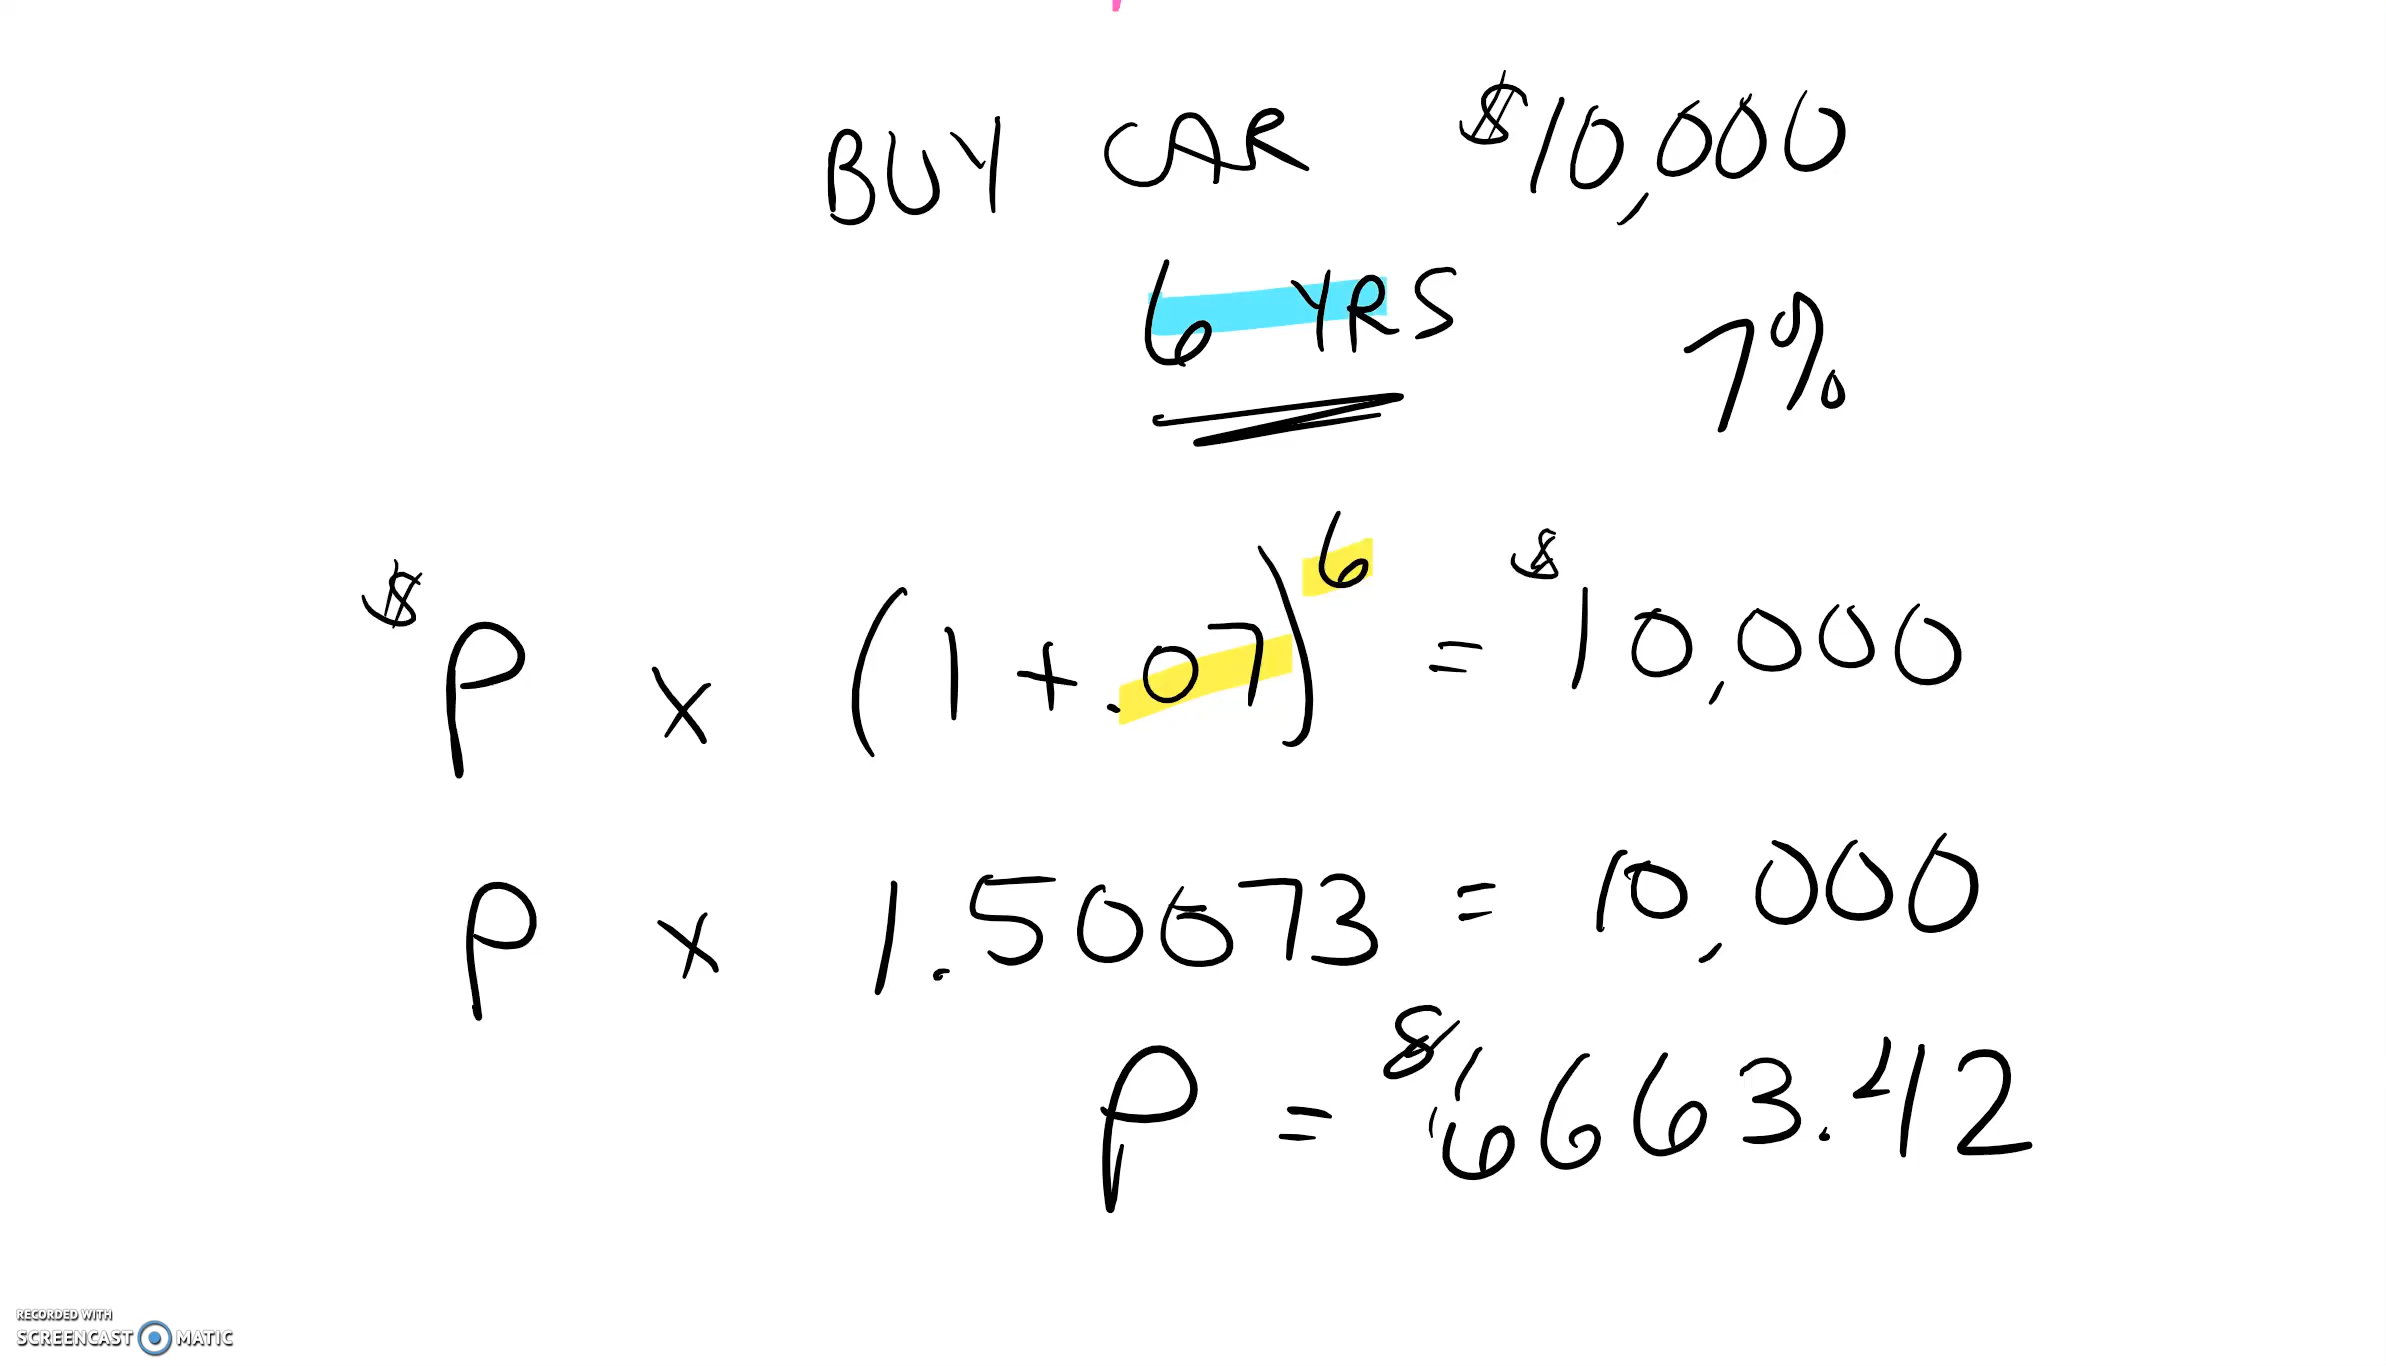 BUY CAR $10,000
6 YRS 7%
$P x (1+.07)^6 = $10,000
P x 1.50673 = 10,000
P = $6663.42
RECORDED WITH
SCREENCAST MATIC